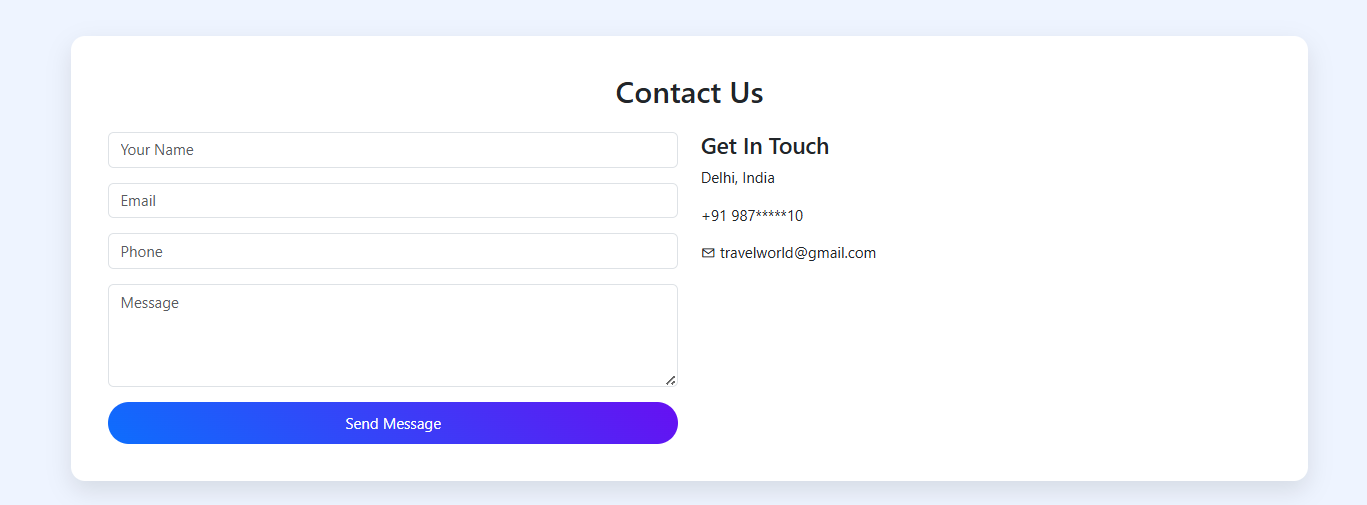 Contact Us
Your Name
Email
Phone
Message
Send Message
Get In Touch
Delhi, India
+91 987*****10
travelworld@gmail.com